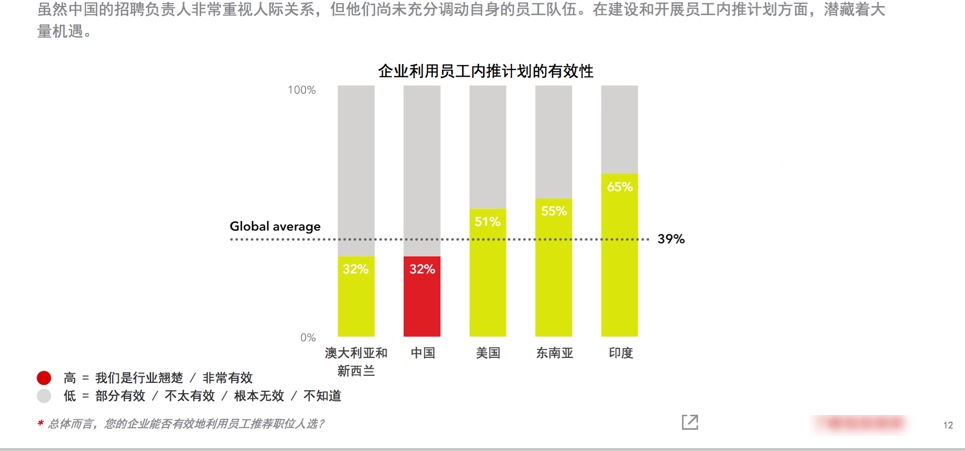 虽然中国的招聘负责人非常重视人际关系，但他们尚未充分调动自身的员工队伍。在建设和开展员工内推计划方面，潜藏着大
量机遇。
企业利用员工内推计划的有效性
100%
65%
55%
51%
Global average
39%
32%
32%
0%
澳大利亚和
新西兰
中国
美国
东南亚
印度
高 = 我们是行业翘楚 / 非常有效
低 = 部分有效 / 不太有效 / 根本无效 / 不知道
* 总体而言，您的企业能否有效地利用员工推荐职位人选？
12